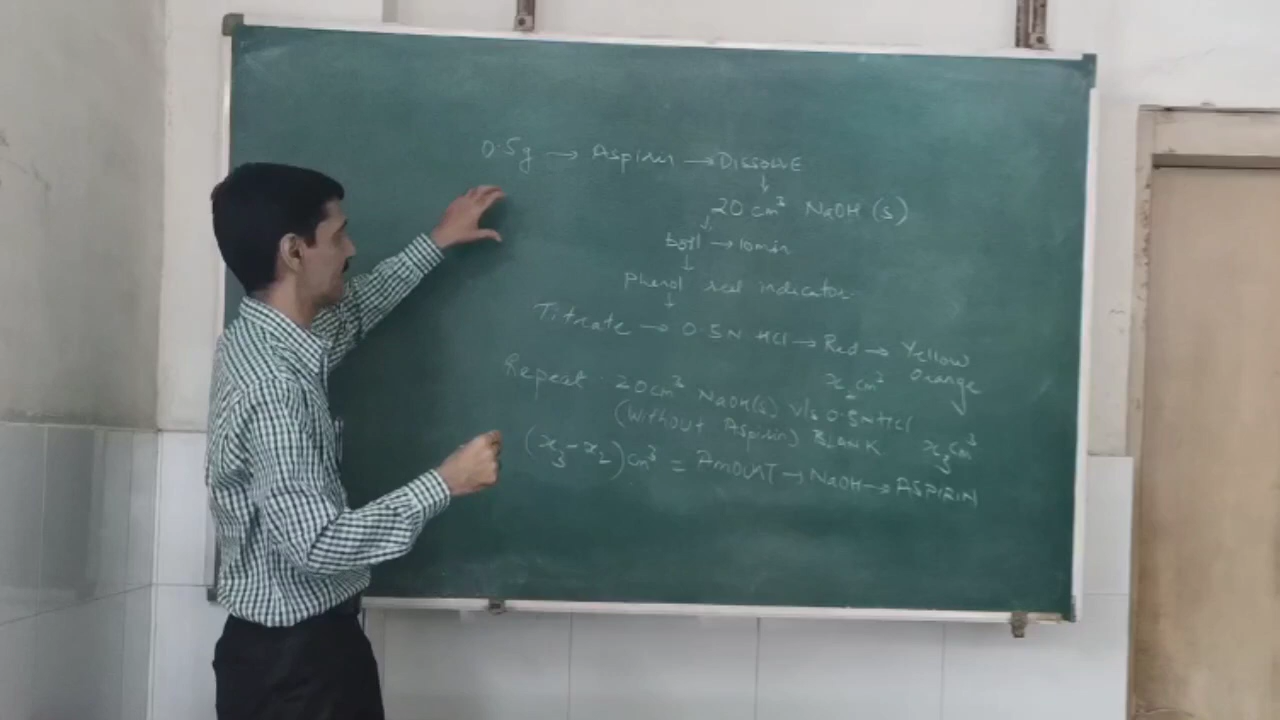 0.5g → Aspirin → DISSOLVE
↓
20 cm³ NaOH (s)
↓
boil → 10min
↓
Phenol red indicator
↓
Titrate → 0.5N HCl → Red → Yellow
x₂cm³ Orange
Repeat 20cm³ NaOH(s) v/s 0.5N HCl
(Without Aspirin) BLANK x₃cm³
(x₃-x₂)cm³ = AMOUNT → NaOH → ASPIRIN